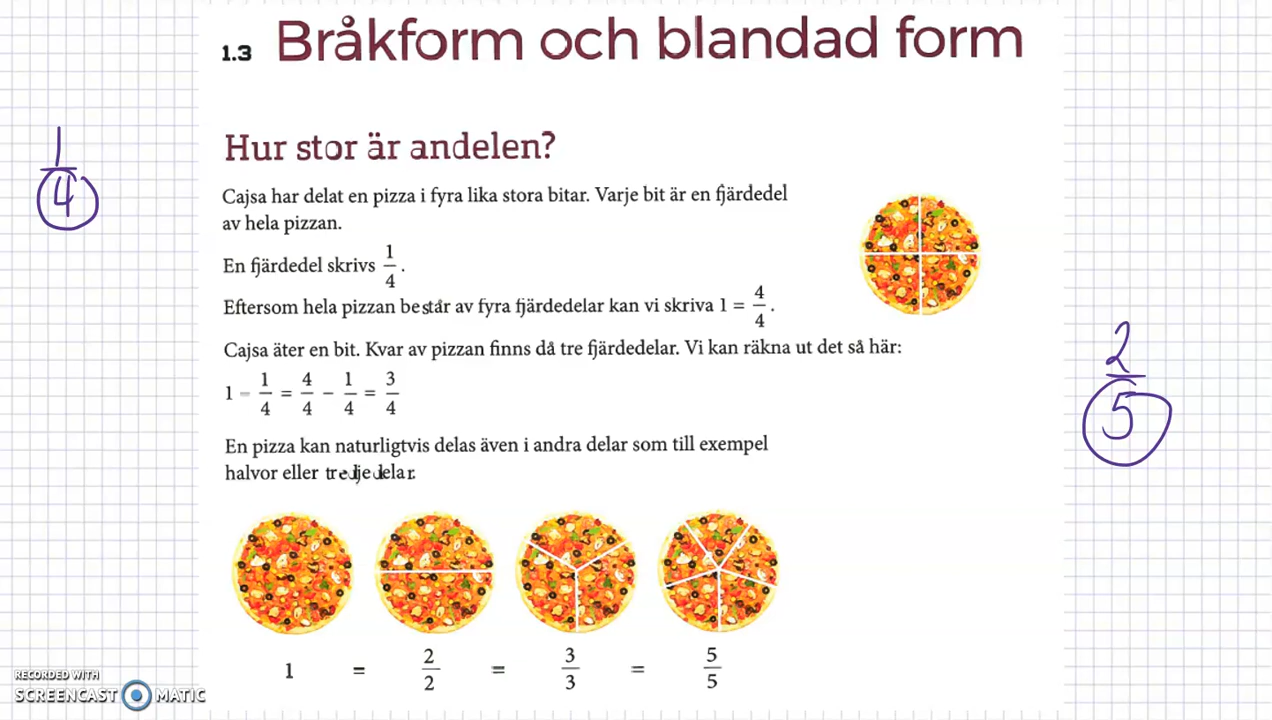 1.3 Bråkform och blandad form
Hur stor är andelen?
1/4
Cajsa har delat en pizza i fyra lika stora bitar. Varje bit är en fjärdedel
av hela pizzan.
En fjärdedel skrivs 1/4.
Eftersom hela pizzan består av fyra fjärdedelar kan vi skriva 1 = 4/4.
Cajsa äter en bit. Kvar av pizzan finns då tre fjärdedelar. Vi kan räkna ut det så här:
1 – 1/4 = 4/4 – 1/4 = 3/4
2/5
En pizza kan naturligtvis delas även i andra delar som till exempel
halvor eller tredjedelar.
1 = 2/2 = 3/3 = 5/5
RECORDED WITH
SCREENCAST MATIC